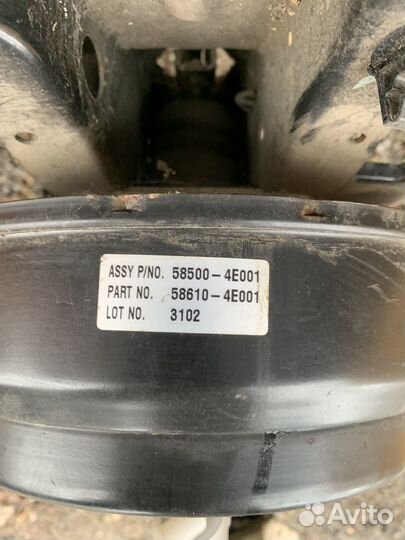 ASSY P/NO. 58500-4E001
PART NO. 58610-4E001
LOT NO. 3102
Avito